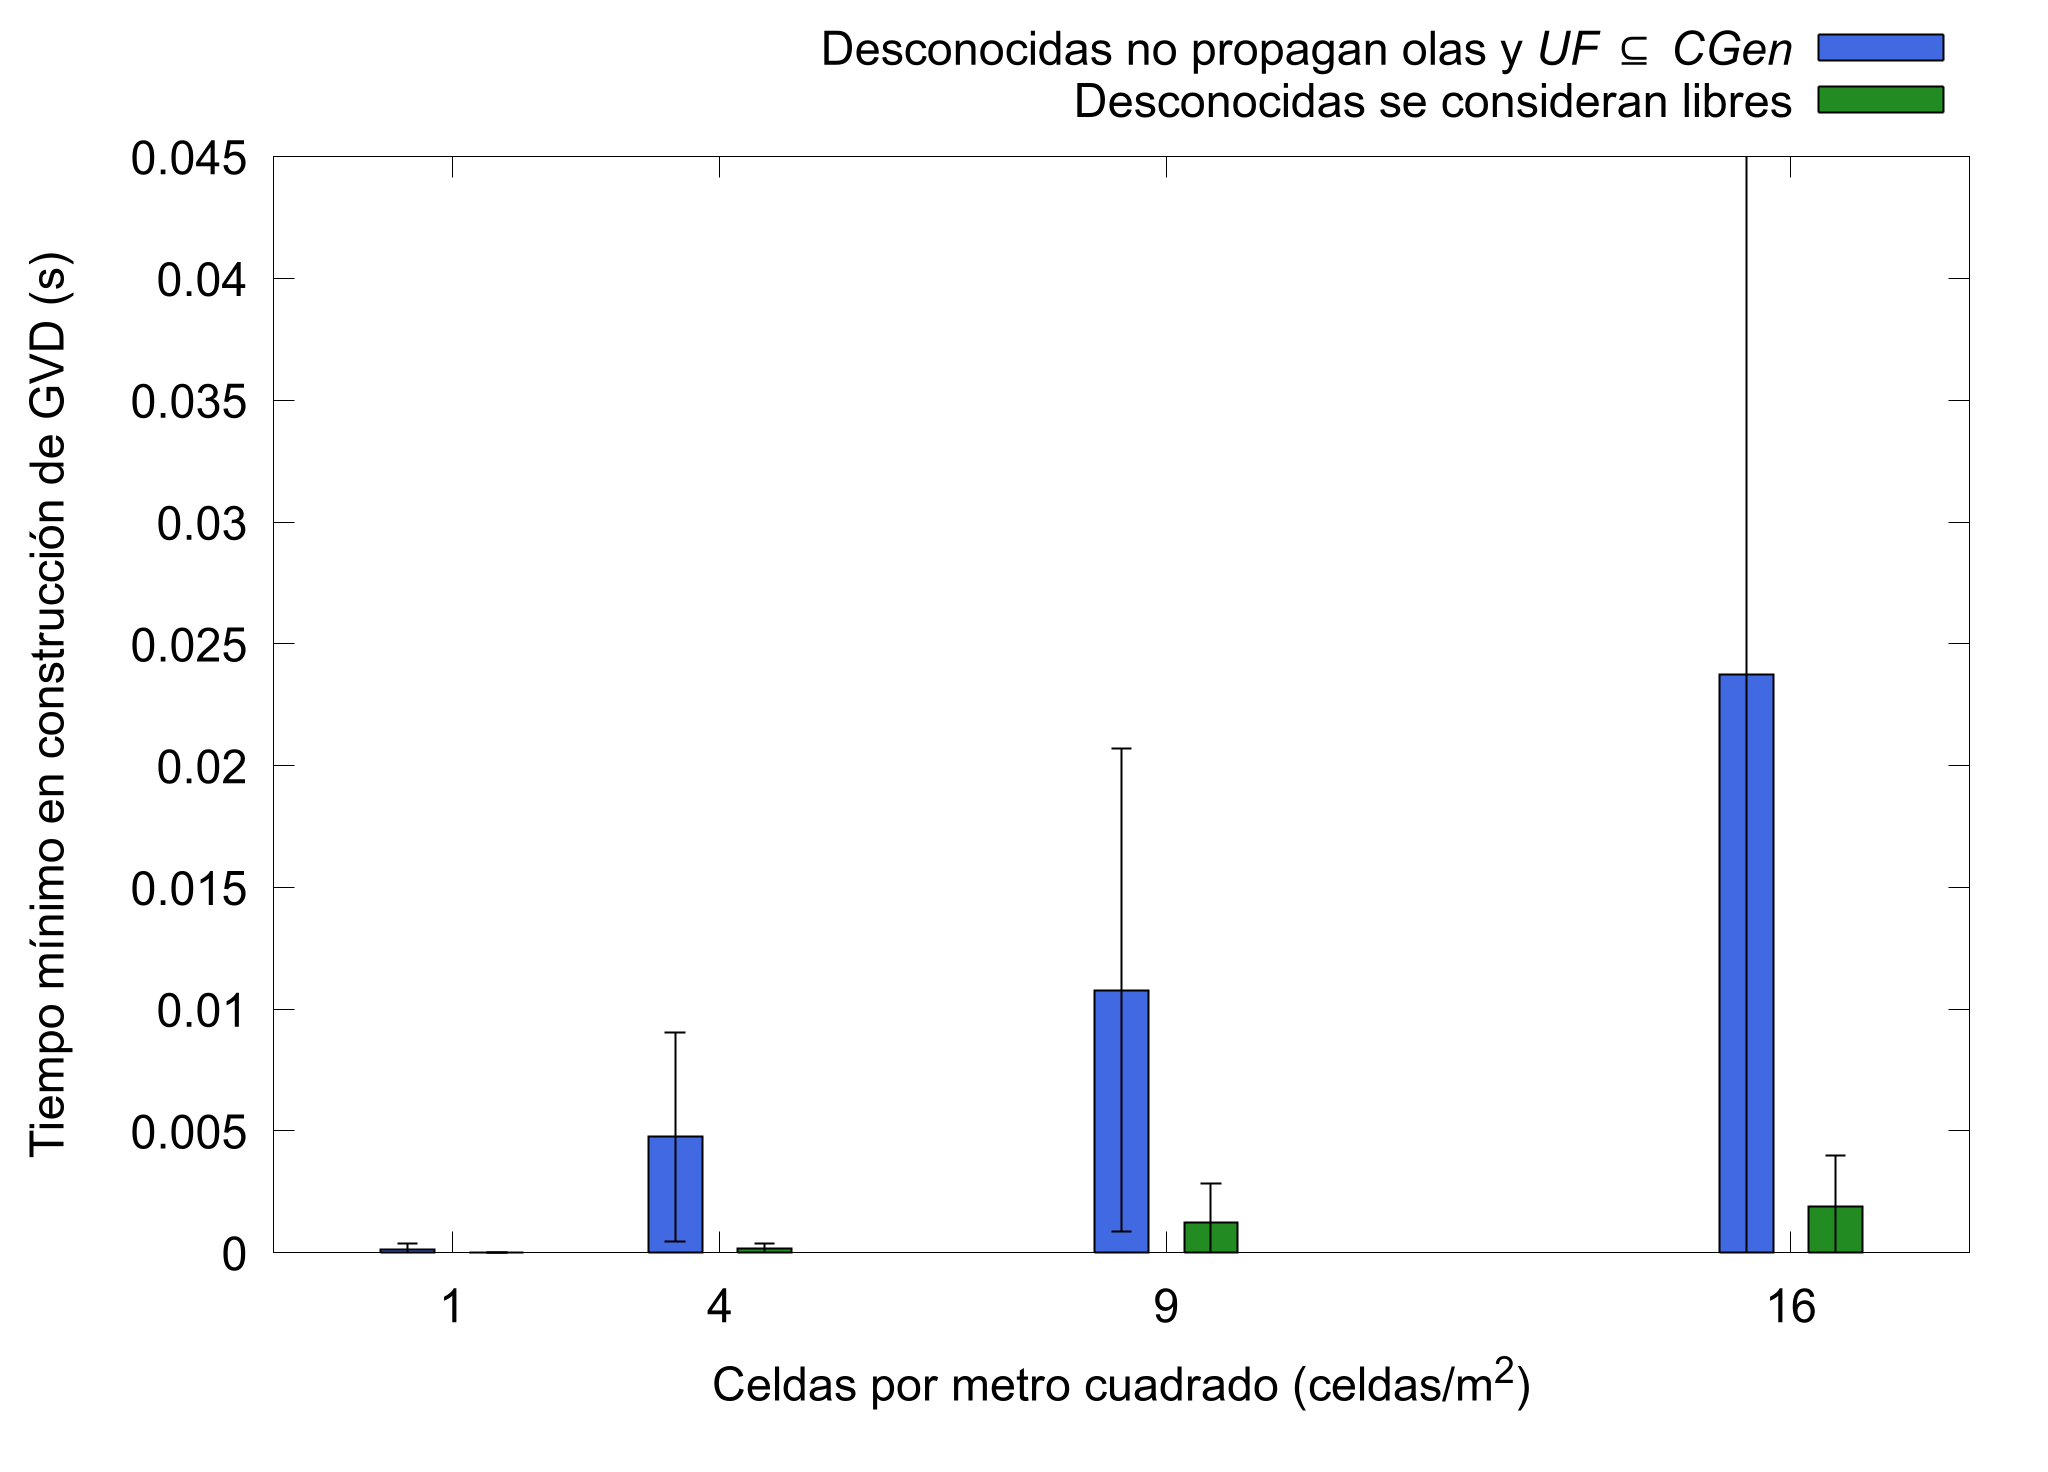 Desconocidas no propagan olas y UF ⊆ CGen
Desconocidas se consideran libres
0.045
0.04
0.035
0.03
0.025
0.02
0.015
0.01
0.005
0
Tiempo mínimo en construcción de GVD (s)
1 4 9 16
Celdas por metro cuadrado (celdas/m²)